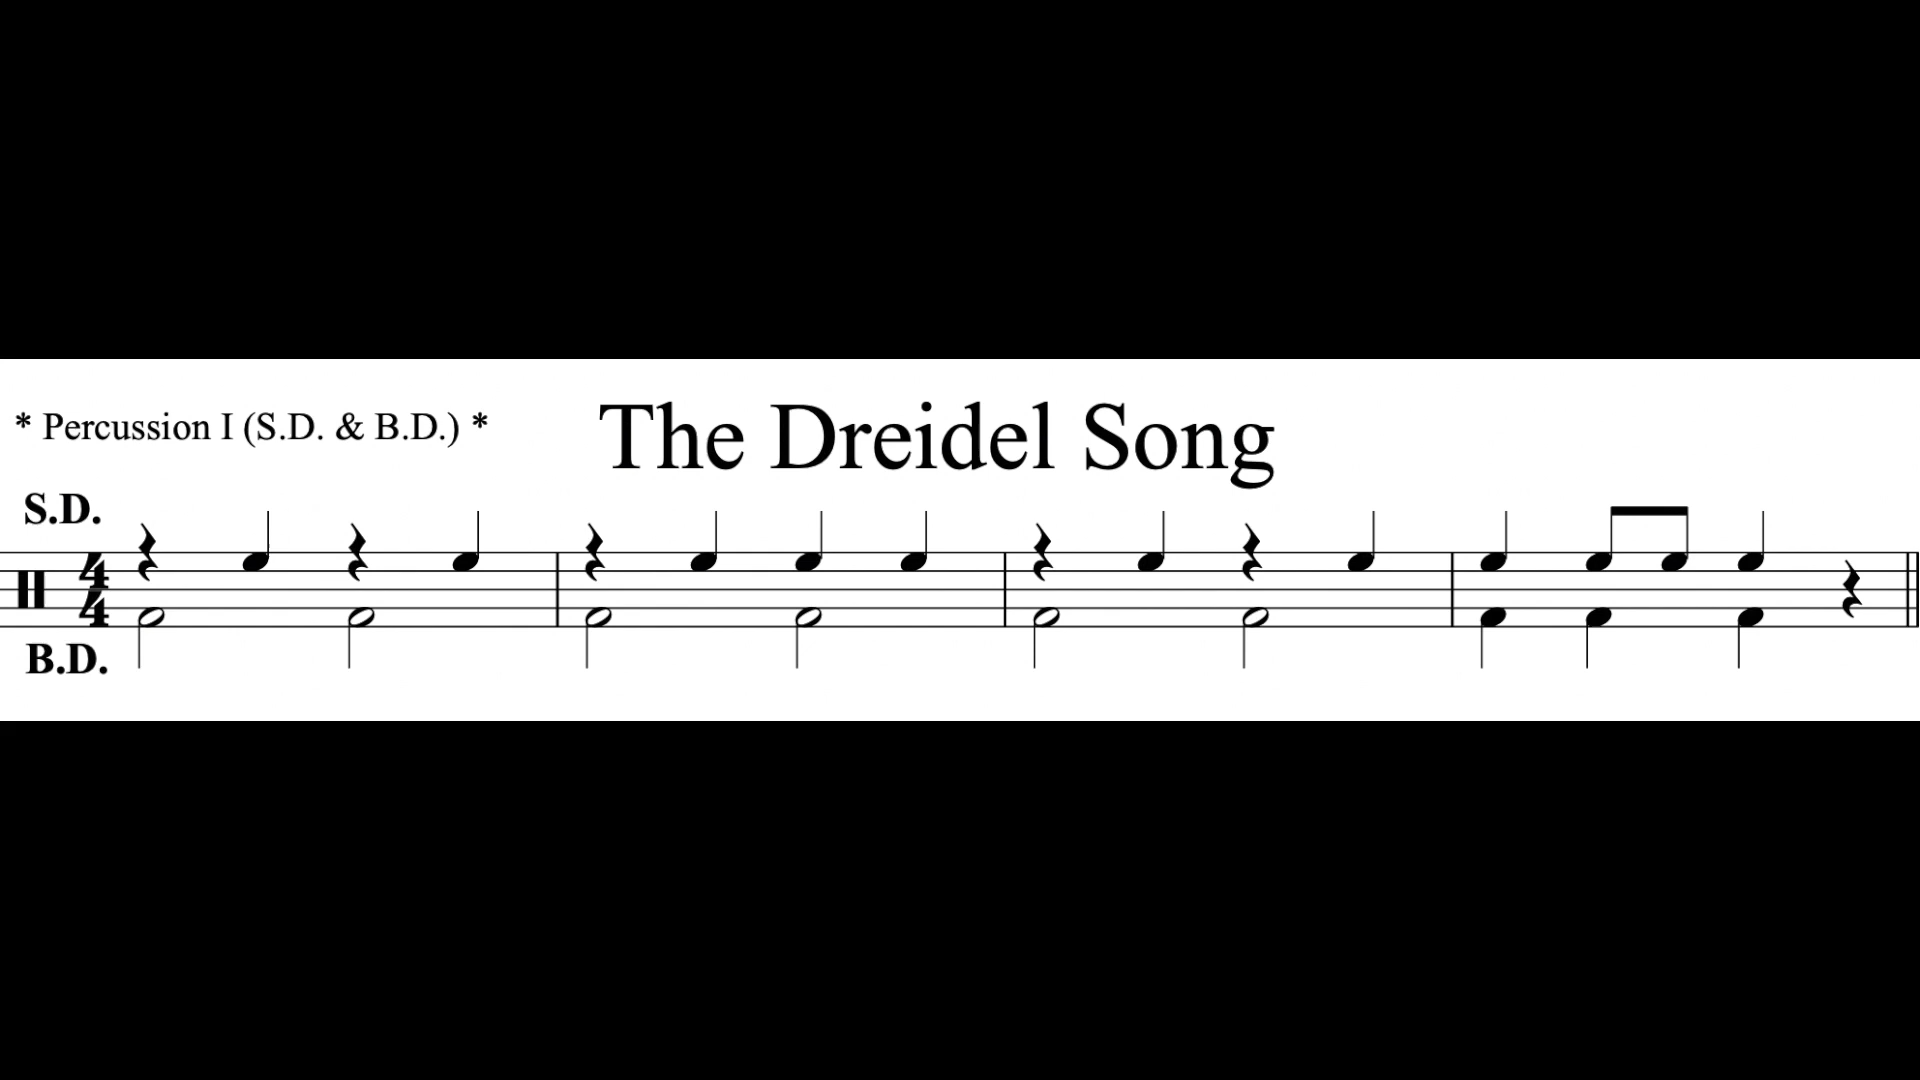 * Percussion I (S.D. & B.D.) *
The Dreidel Song
S.D.
4
4
B.D.